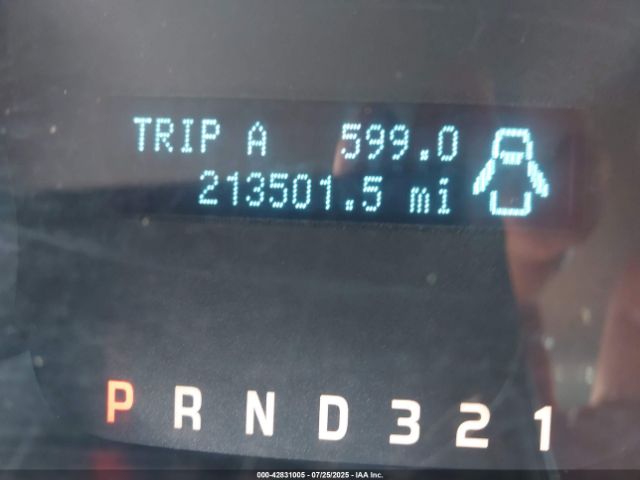 TRIP A 599.0
213501.5 mi
P R N D 3 2 1
000-42831005 - 07/25/2025 - IAA Inc.